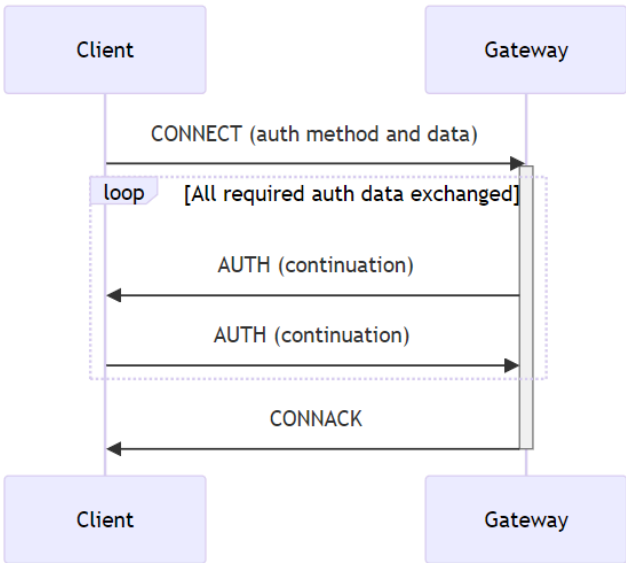 Client
Gateway
CONNECT (auth method and data)
loop
[All required auth data exchanged]
AUTH (continuation)
AUTH (continuation)
CONNACK
Client
Gateway